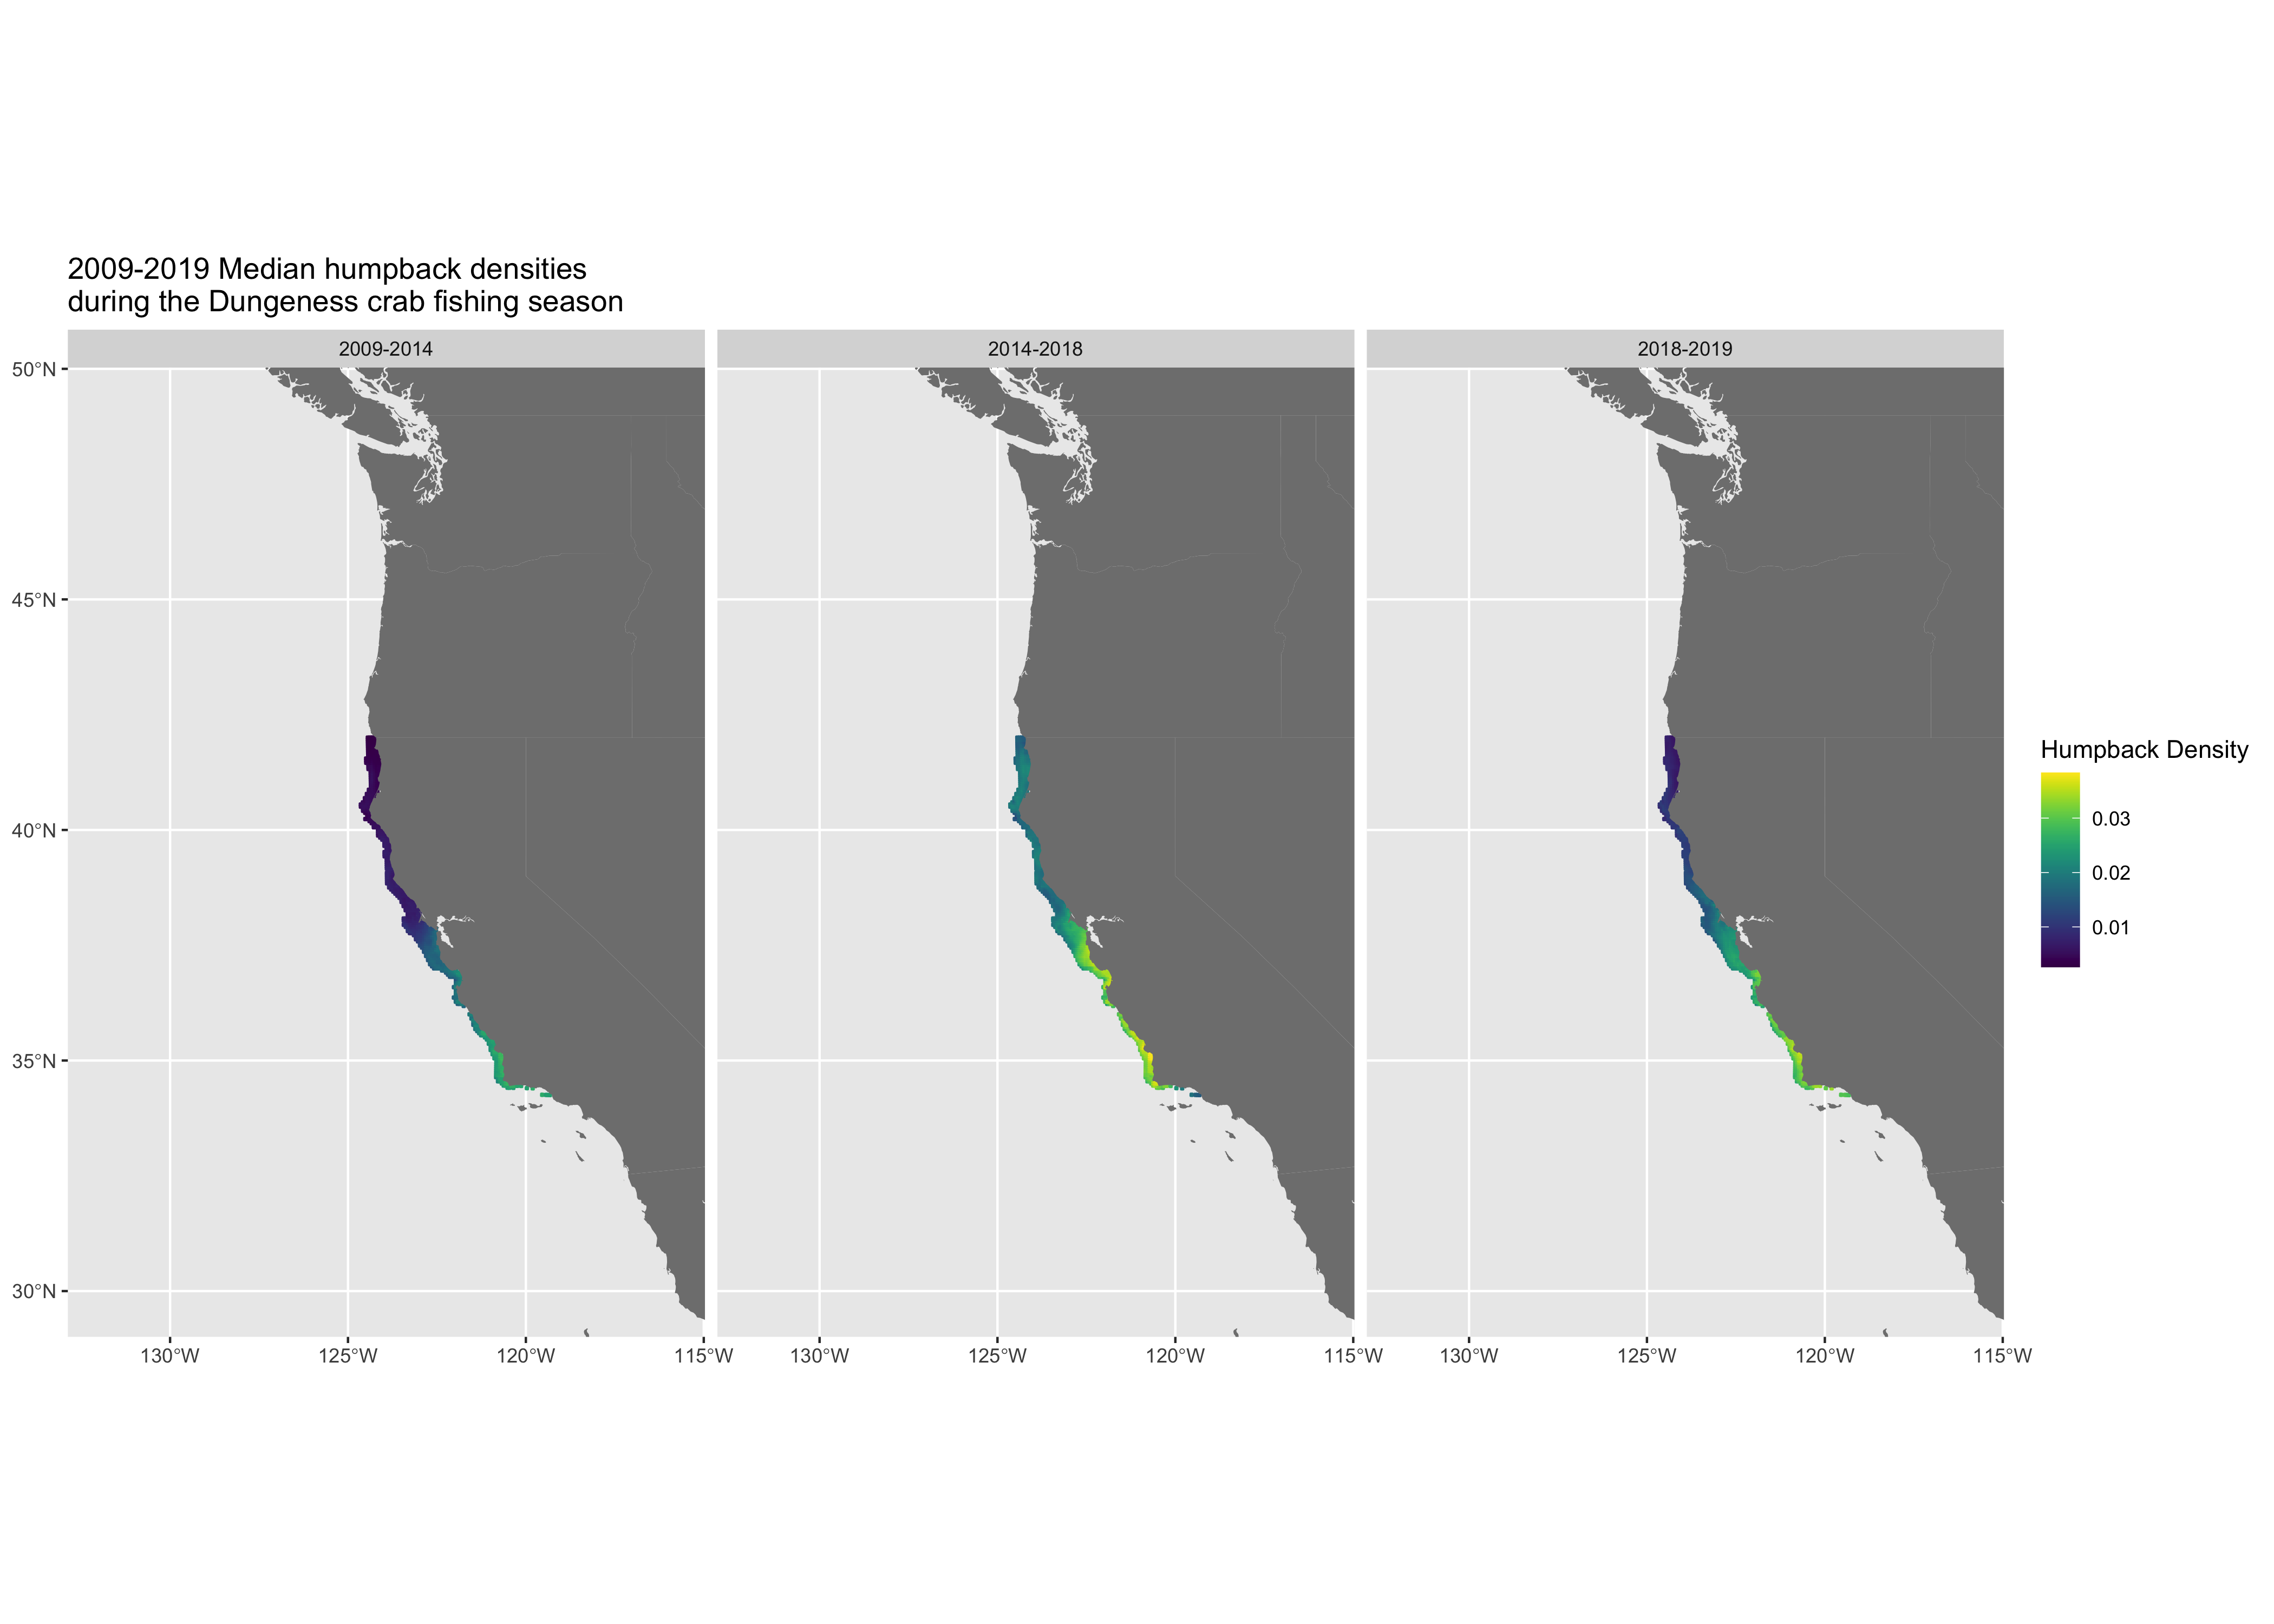 2009-2019 Median humpback densities
during the Dungeness crab fishing season
2009-2014
2014-2018
2018-2019
50°N
45°N
40°N
35°N
30°N
130°W
125°W
120°W
115°W
130°W
125°W
120°W
115°W
130°W
125°W
120°W
115°W
Humpback Density
0.03
0.02
0.01